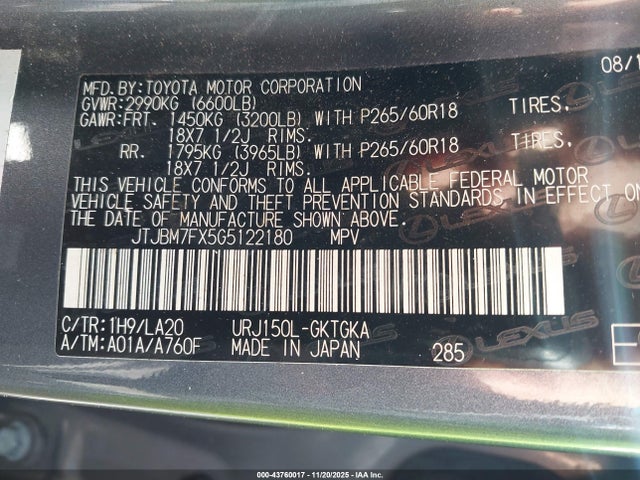 MFD.BY:TOYOTA MOTOR CORPORATION 08/1
GVWR:2990KG (6600LB)
GAWR:FRT. 1450KG (3200LB) WITH P265/60R18 TIRES,
18X7 1/2J RIMS.
RR. 1795KG (3965LB) WITH P265/60R18 TIRES,
18X7 1/2J RIMS.
THIS VEHICLE CONFORMS TO ALL APPLICABLE FEDERAL MOTOR
VEHICLE SAFETY AND THEFT PREVENTION STANDARDS IN EFFECT ON
THE DATE OF MANUFACTURE SHOWN ABOVE.
JTJBM7FX5G5122180 MPV
C/TR:1H9/LA20 URJ150L-GKTGKA
A/TM:A01A/A760F MADE IN JAPAN 285
LEXUS
000-43760017 - 11/20/2025 - IAA Inc.